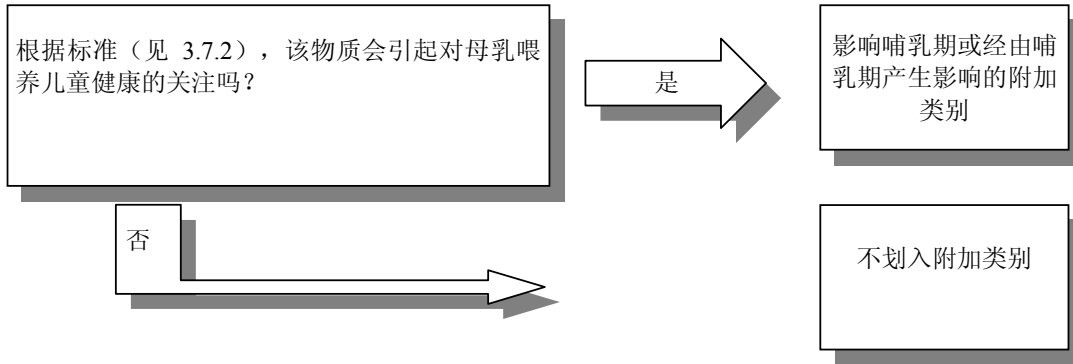 根据标准（见 3.7.2），该物质会引起对母乳喂
养儿童健康的关注吗？
是
影响哺乳期或经由哺
乳期产生影响的附加
类别
否
不划入附加类别